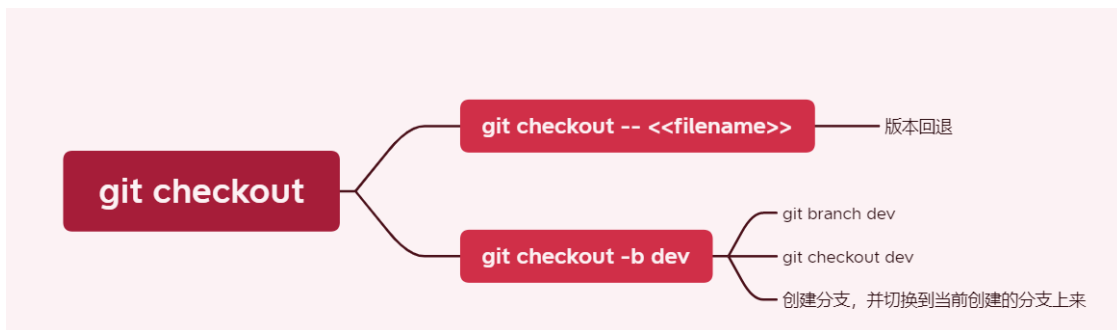 git checkout
git checkout -- <<filename>>
版本回退
git checkout -b dev
git branch dev
git checkout dev
创建分支，并切换到当前创建的分支上来